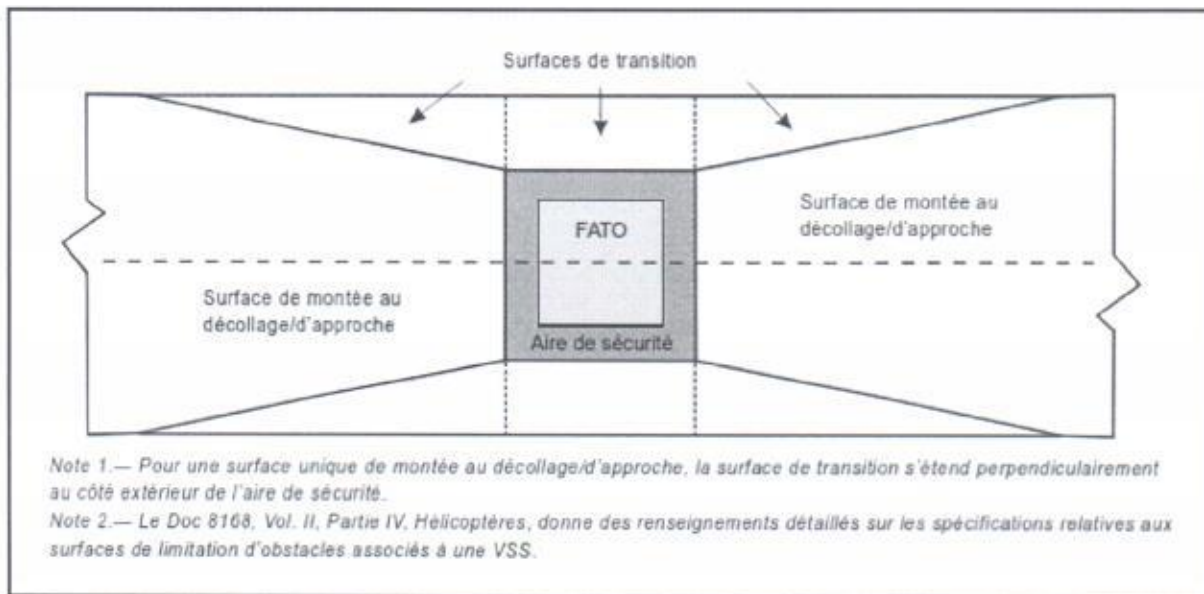 Surfaces de transition
Surface de montée au
décollage/d'approche
FATO
Surface de montée au
décollage/d'approche
Aire de sécurité
Note 1.— Pour une surface unique de montée au décollage/d'approche, la surface de transition s'étend perpendiculairement
au côté extérieur de l'aire de sécurité.
Note 2.— Le Doc 8168, Vol. II, Partie IV, Hélicoptères, donne des renseignements détaillés sur les spécifications relatives aux
surfaces de limitation d'obstacles associés à une VSS.